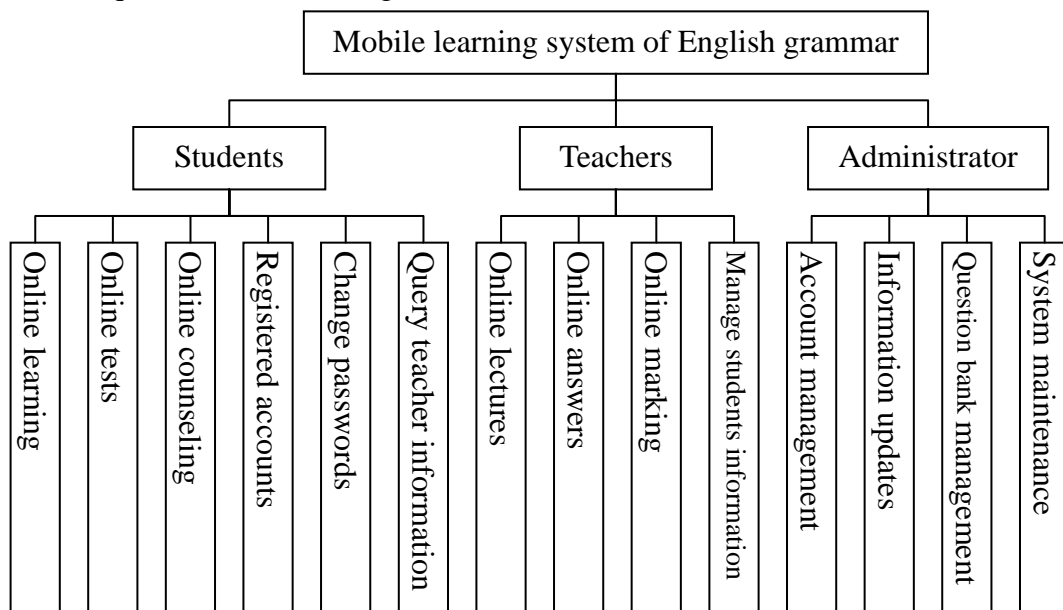 Mobile learning system of English grammar
Students
Teachers
Administrator
Online learning
Online tests
Online counseling
Registered accounts
Change passwords
Query teacher information
Online lectures
Online answers
Online marking
Manage students information
Account management
Information updates
Question bank management
System maintenance